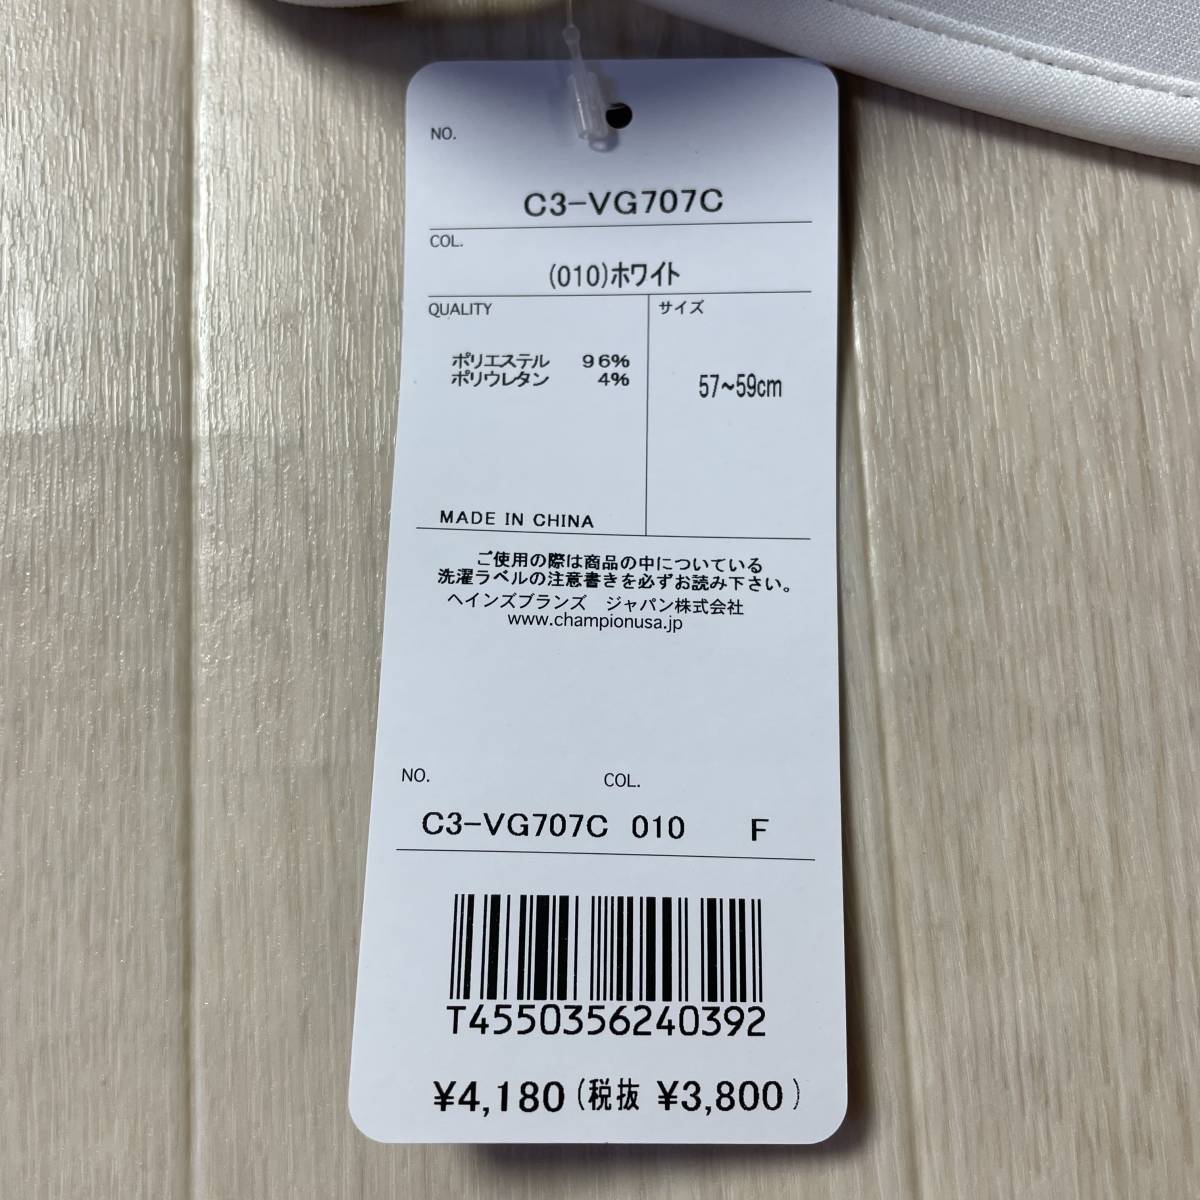 NO.
C3-VG707C
COL.
(010)ホワイト
QUALITY
サイズ
ポリエステル 96%
ポリウレタン 4%
57~59cm
MADE IN CHINA
ご使用の際は商品の中についている
洗濯ラベルの注意書きを必ずお読み下さい。
ヘインズブランズ ジャパン株式会社
www.championusa.jp
NO. COL.
C3-VG707C 010 F
T4550356240392
¥4,180(税抜 ¥3,800)